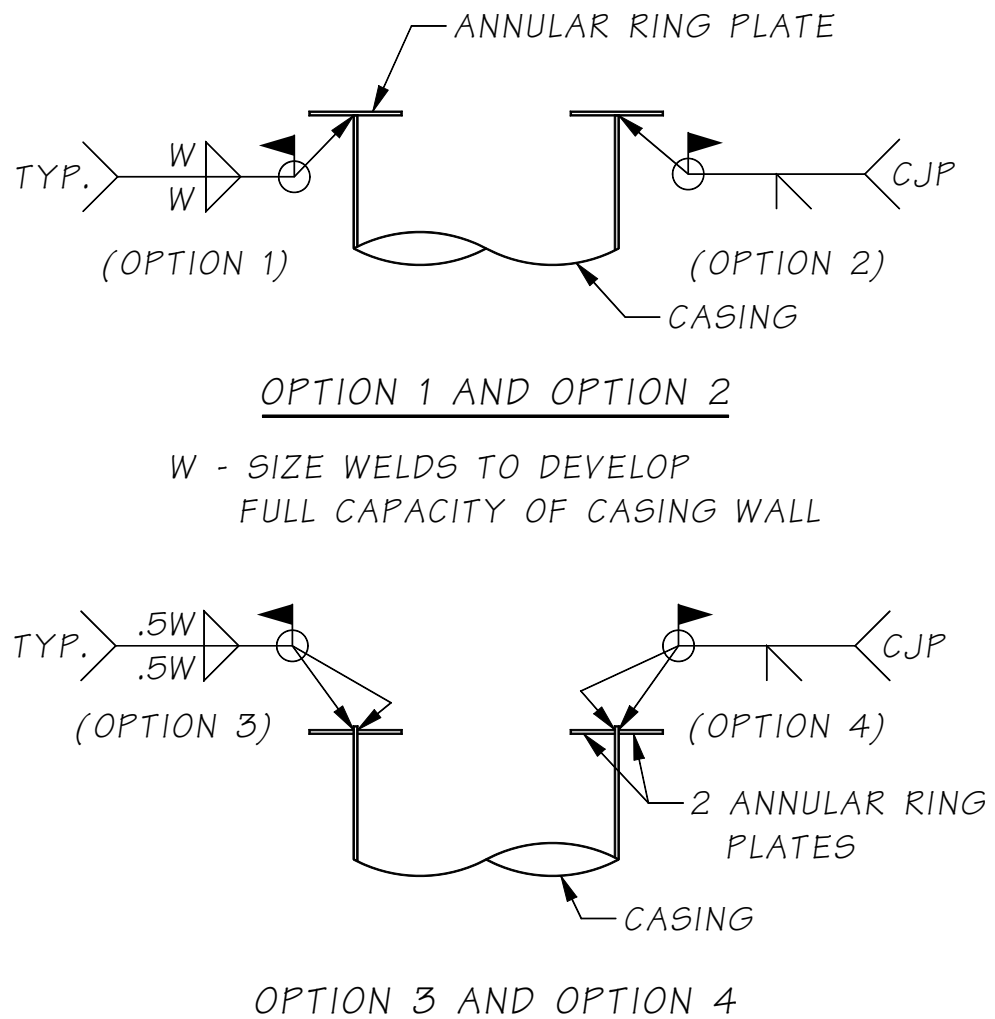 ANNULAR RING PLATE
TYP.
W
W
CJP
(OPTION 1)
(OPTION 2)
CASING
OPTION 1 AND OPTION 2
W - SIZE WELDS TO DEVELOP
FULL CAPACITY OF CASING WALL
TYP.
.5W
.5W
CJP
(OPTION 3)
(OPTION 4)
2 ANNULAR RING
PLATES
CASING
OPTION 3 AND OPTION 4